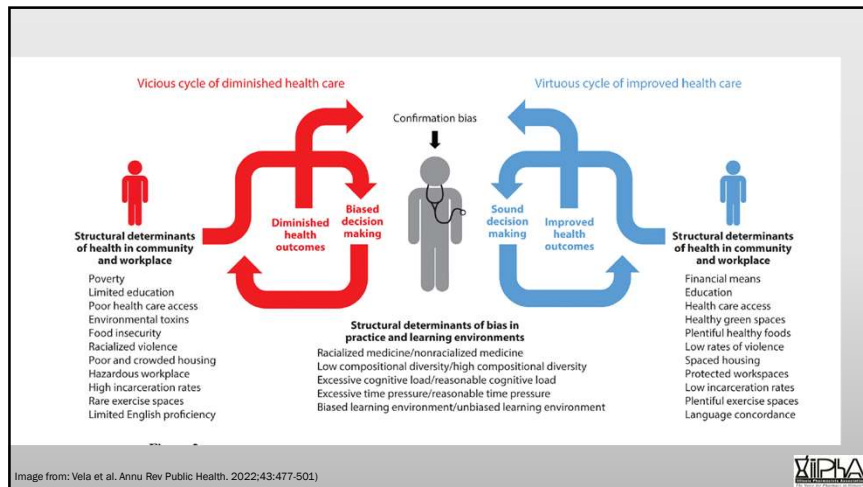 Vicious cycle of diminished health care
Virtuous cycle of improved health care
Confirmation bias
Diminished
health
outcomes
Biased
decision
making
Sound
decision
making
Improved
health
outcomes
Structural determinants
of health in community
and workplace
Poverty
Limited education
Poor health care access
Environmental toxins
Food insecurity
Racialized violence
Poor and crowded housing
Hazardous workplace
High incarceration rates
Rare exercise spaces
Limited English proficiency
Structural determinants of bias in
practice and learning environments
Racialized medicine/nonracialized medicine
Low compositional diversity/high compositional diversity
Excessive cognitive load/reasonable cognitive load
Excessive time pressure/reasonable time pressure
Biased learning environment/unbiased learning environment
Structural determinants
of health in community
and workplace
Financial means
Education
Health care access
Healthy green spaces
Plentiful healthy foods
Low rates of violence
Spaced housing
Protected workspaces
Low incarceration rates
Plentiful exercise spaces
Language concordance
Image from: Vela et al. Annu Rev Public Health. 2022;43:477-501)